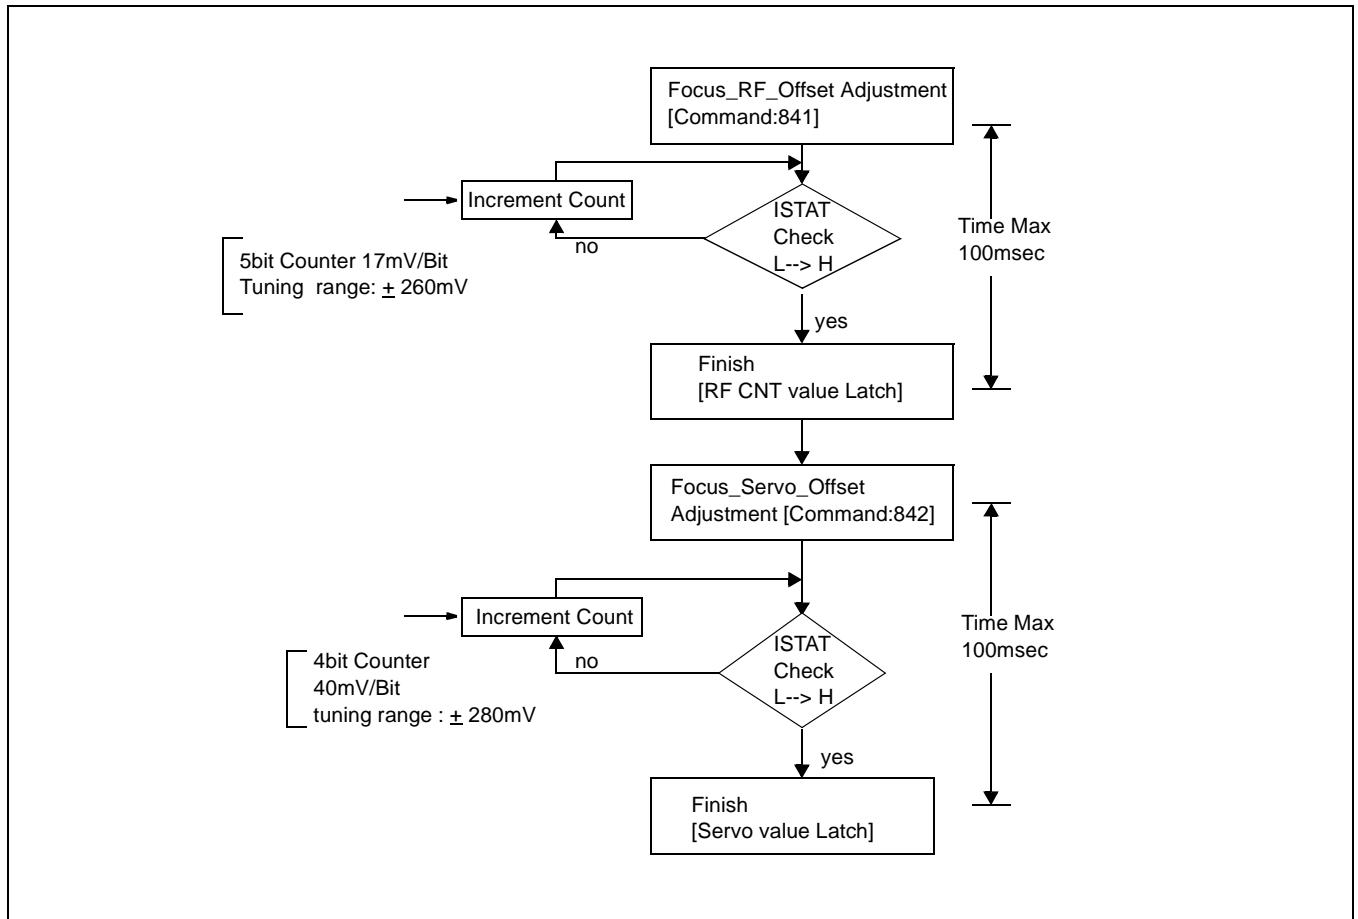 Focus_RF_Offset Adjustment
[Command:841]
Increment Count
ISTAT
Check
L--> H
no
Time Max
100msec
5bit Counter 17mV/Bit
Tuning range: ± 260mV
yes
Finish
[RF CNT value Latch]
Focus_Servo_Offset
Adjustment [Command:842]
Increment Count
ISTAT
Check
L--> H
no
Time Max
100msec
4bit Counter
40mV/Bit
tuning range : ± 280mV
yes
Finish
[Servo value Latch]